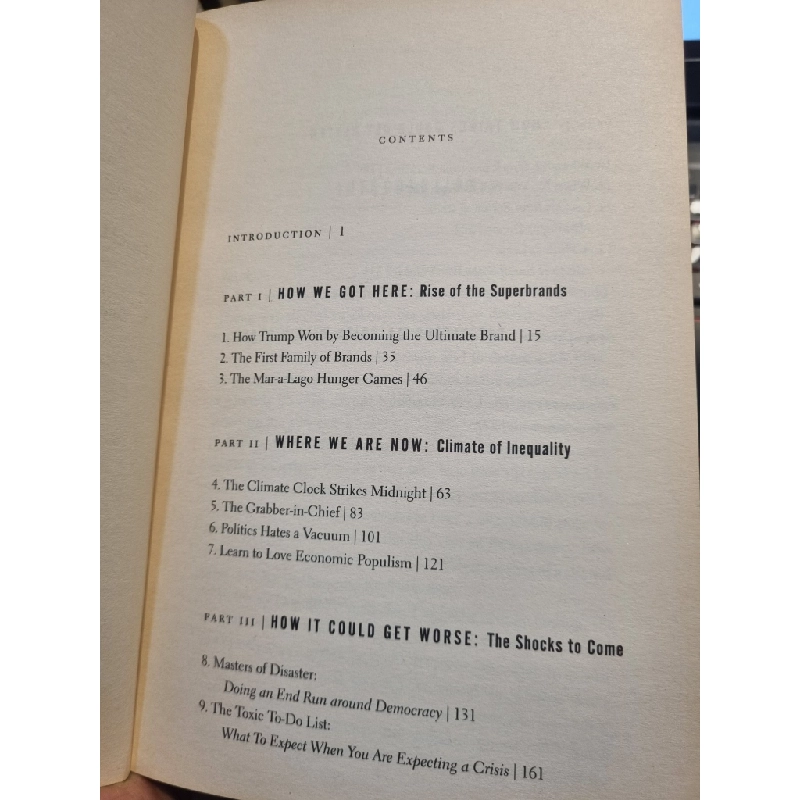 CONTENTS
INTRODUCTION | 1
PART I | HOW WE GOT HERE: Rise of the Superbrands
1. How Trump Won by Becoming the Ultimate Brand | 15
2. The First Family of Brands | 35
3. The Mar-a-Lago Hunger Games | 46
PART II | WHERE WE ARE NOW: Climate of Inequality
4. The Climate Clock Strikes Midnight | 63
5. The Grabber-in-Chief | 83
6. Politics Hates a Vacuum | 101
7. Learn to Love Economic Populism | 121
PART III | HOW IT COULD GET WORSE: The Shocks to Come
8. Masters of Disaster:
Doing an End Run around Democracy | 131
9. The Toxic To-Do List:
What To Expect When You Are Expecting a Crisis | 161